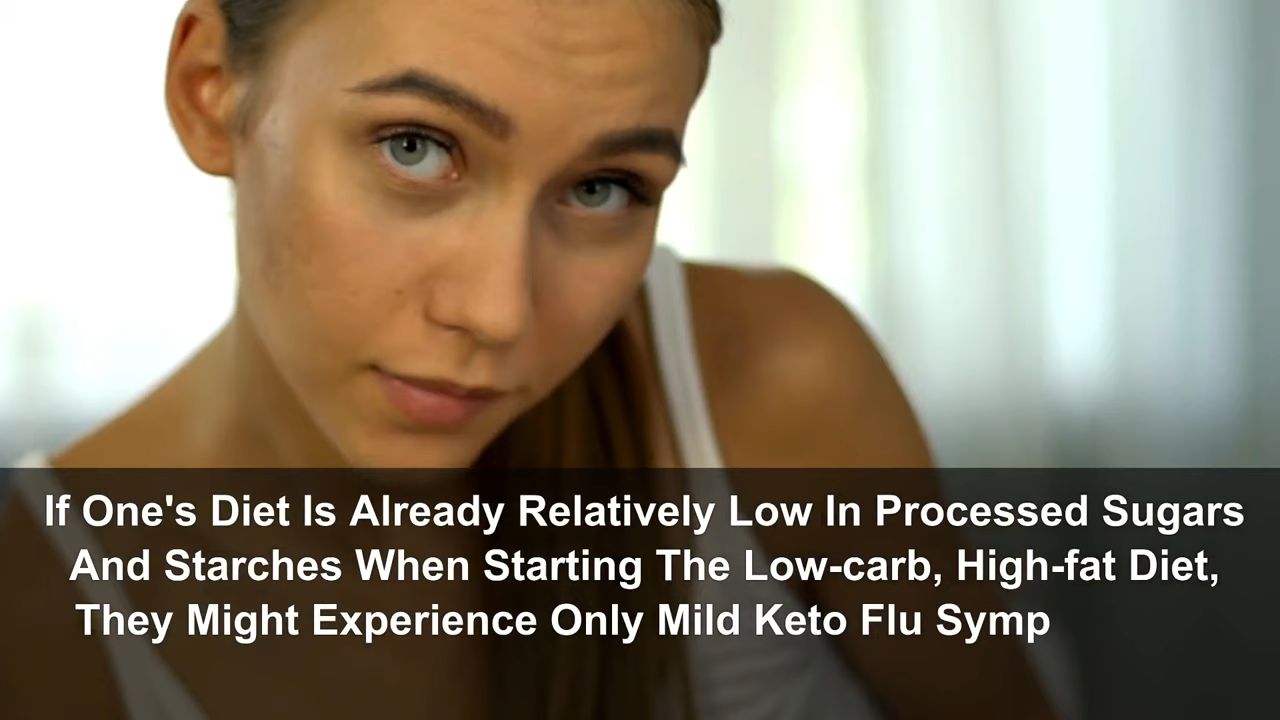 If One's Diet Is Already Relatively Low In Processed Sugars
And Starches When Starting The Low-carb, High-fat Diet,
They Might Experience Only Mild Keto Flu Symp